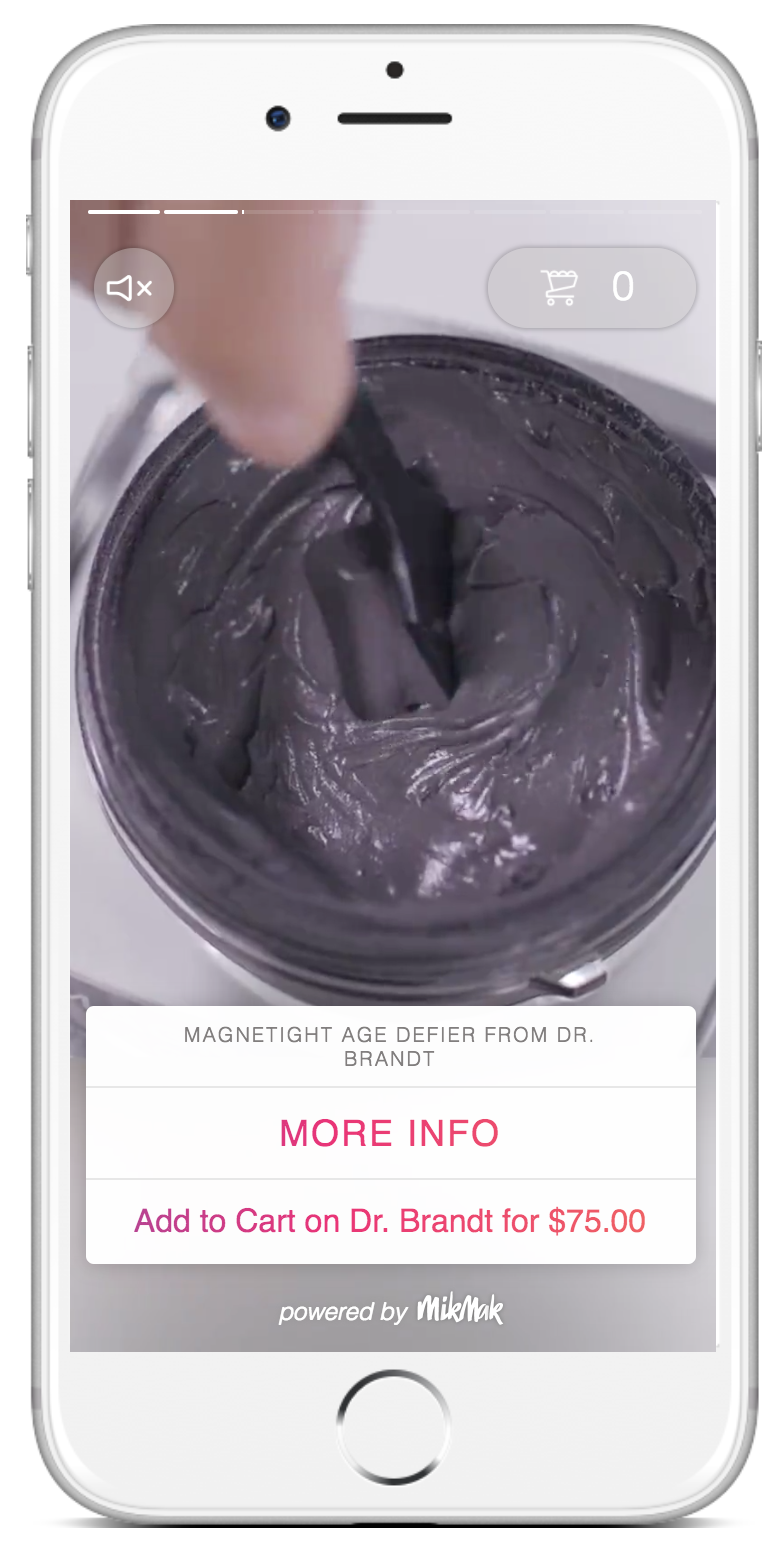 0
MAGNETIGHT AGE DEFIER FROM DR.
BRANDT
MORE INFO
Add to Cart on Dr. Brandt for $75.00
powered by MikMak